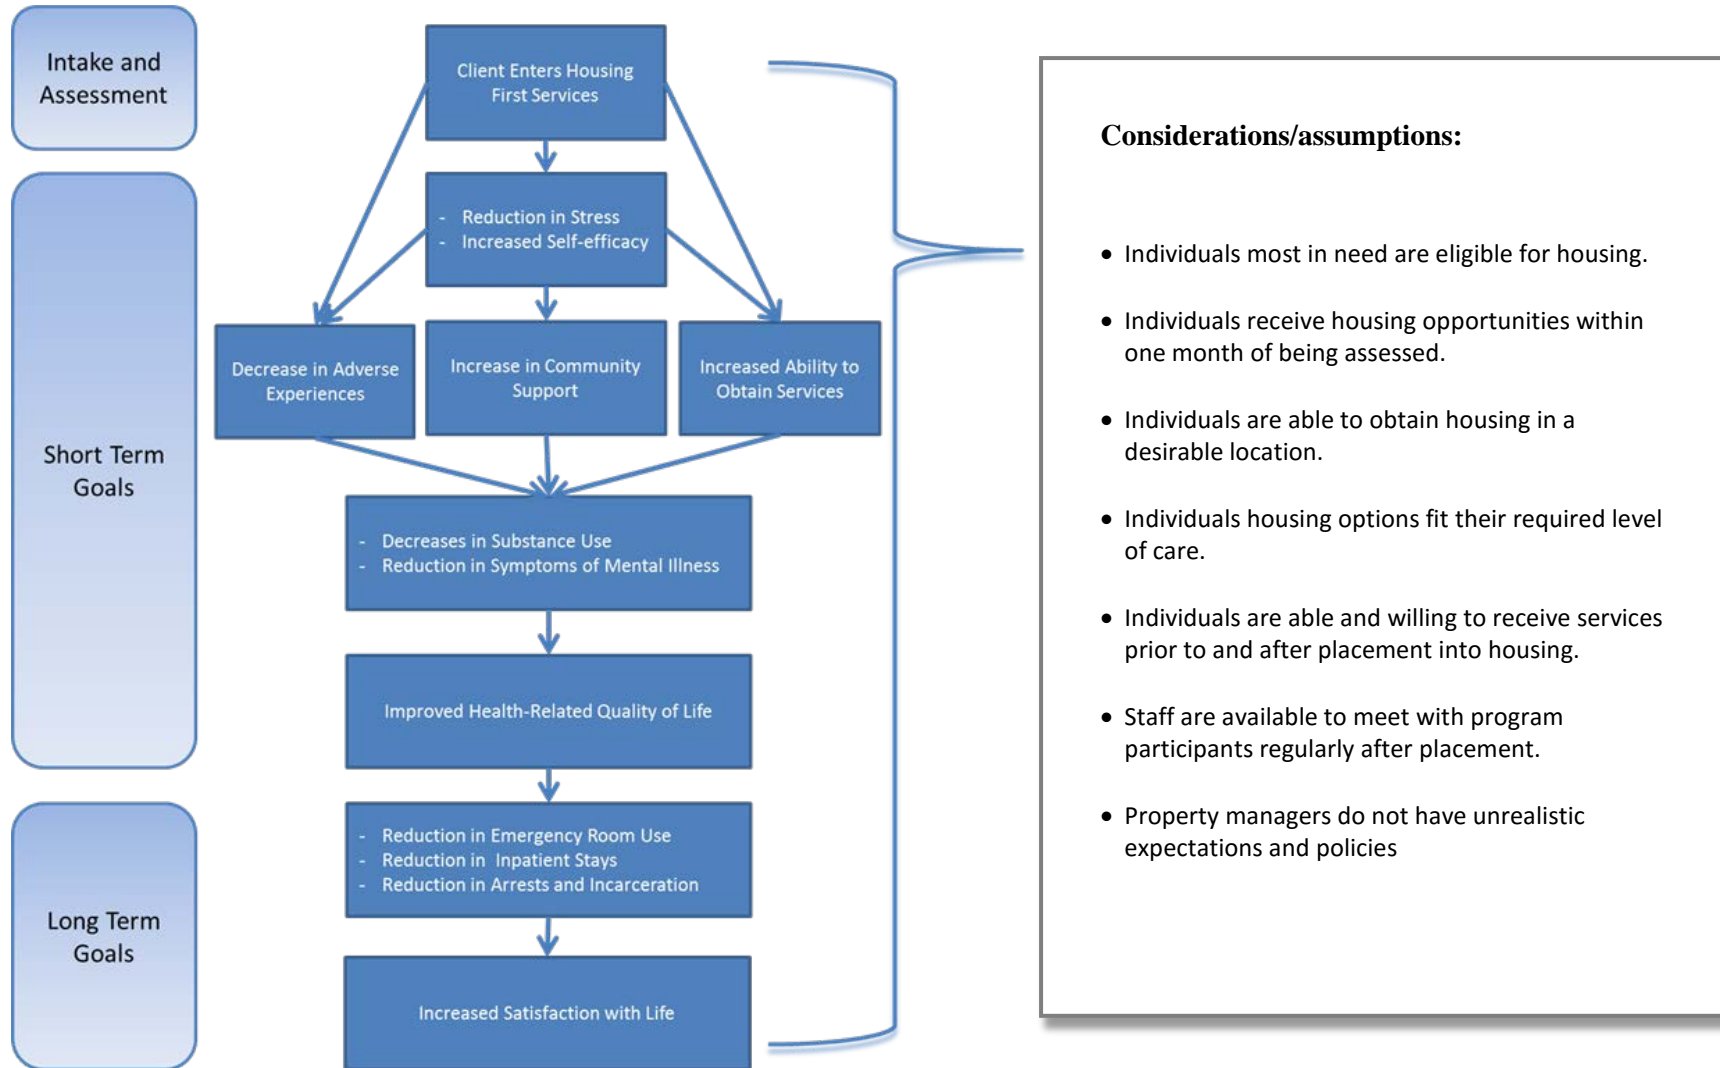 Intake and
Assessment
Short Term
Goals
Long Term
Goals
Client Enters Housing
First Services
- Reduction in Stress
- Increased Self-efficacy
Decrease in Adverse
Experiences
Increase in Community
Support
Increased Ability to
Obtain Services
- Decreases in Substance Use
- Reduction in Symptoms of Mental Illness
Improved Health-Related Quality of Life
- Reduction in Emergency Room Use
- Reduction in Inpatient Stays
- Reduction in Arrests and Incarceration
Increased Satisfaction with Life
Considerations/assumptions:
• Individuals most in need are eligible for housing.
• Individuals receive housing opportunities within
one month of being assessed.
• Individuals are able to obtain housing in a
desirable location.
• Individuals housing options fit their required level
of care.
• Individuals are able and willing to receive services
prior to and after placement into housing.
• Staff are available to meet with program
participants regularly after placement.
• Property managers do not have unrealistic
expectations and policies